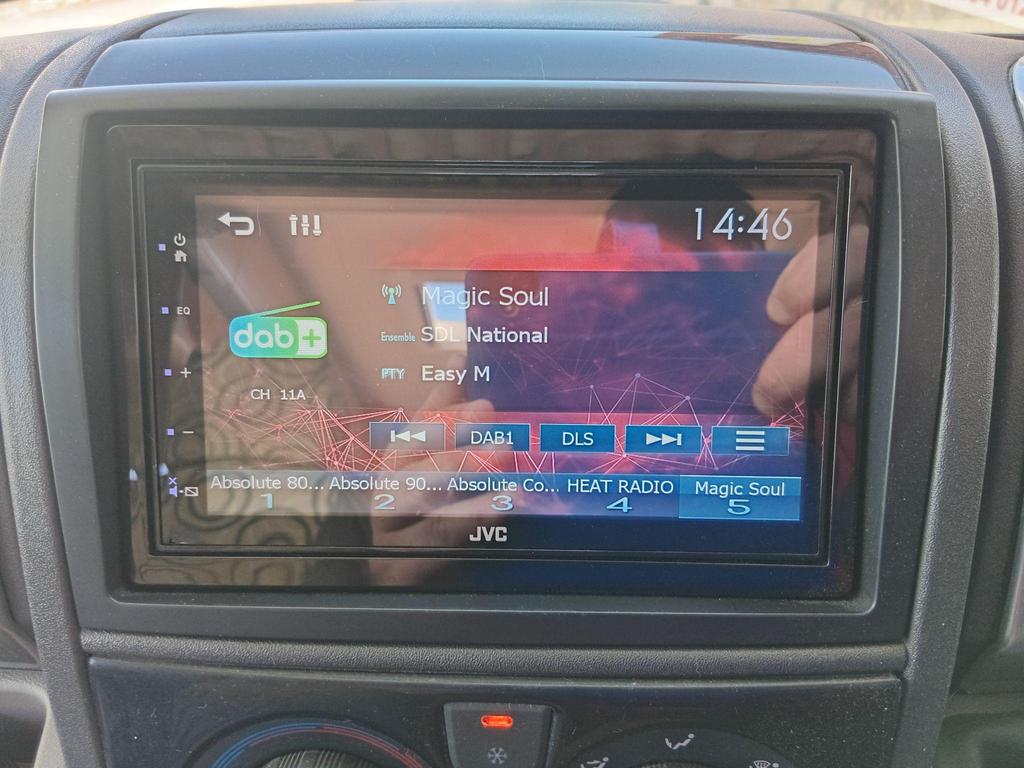 14:46
Magic Soul
Ensemble SDL National
PTY Easy M
dab+
CH 11A
EQ
+
−
DAB1 DLS
Absolute 80... Absolute 90... Absolute Co... HEAT RADIO Magic Soul
1 2 3 4 5
JVC